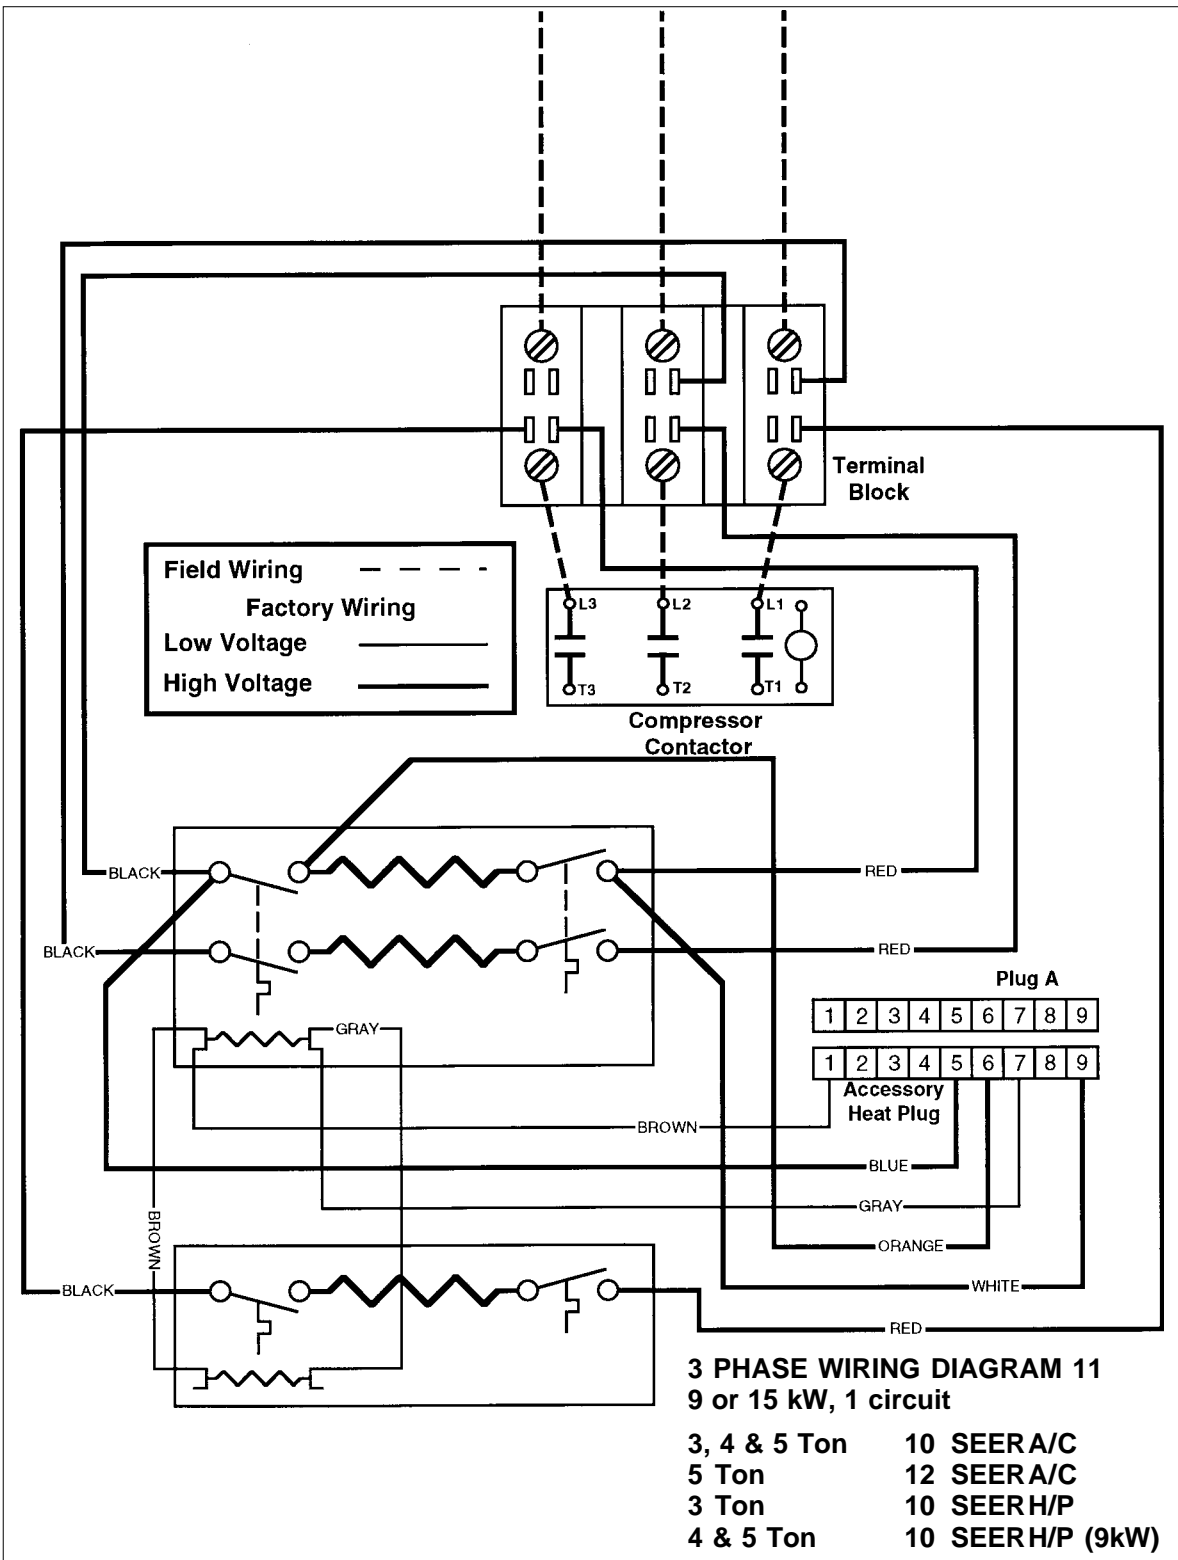 Terminal
Block
Field Wiring
Factory Wiring
Low Voltage
High Voltage
L3
L2
L1
T3
T2
T1
Compressor
Contactor
BLACK
RED
BLACK
RED
Plug A
1 2 3 4 5 6 7 8 9
1 2 3 4 5 6 7 8 9
Accessory
Heat Plug
GRAY
BROWN
BLUE
GRAY
BROWN
ORANGE
WHITE
BLACK
RED
3 PHASE WIRING DIAGRAM 11
9 or 15 kW, 1 circuit
3, 4 & 5 Ton 10 SEER A/C
5 Ton 12 SEER A/C
3 Ton 10 SEER H/P
4 & 5 Ton 10 SEER H/P (9kW)